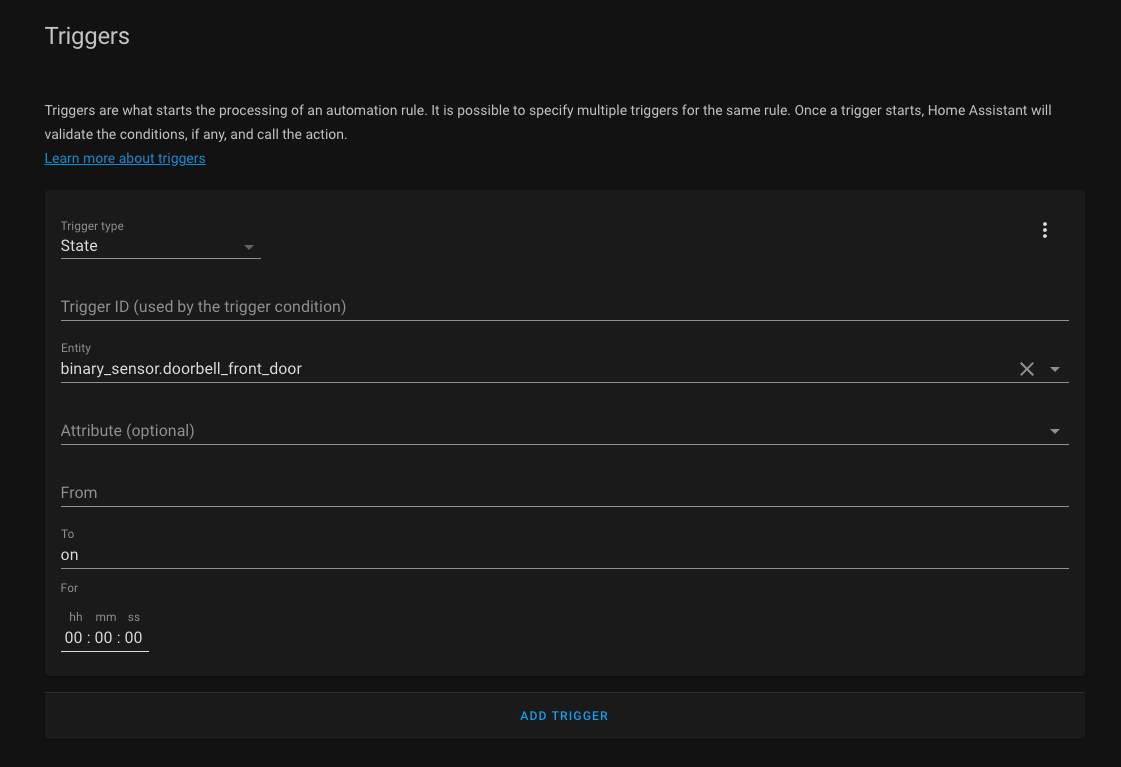 Triggers
Triggers are what starts the processing of an automation rule. It is possible to specify multiple triggers for the same rule. Once a trigger starts, Home Assistant will
validate the conditions, if any, and call the action.
Learn more about triggers
Trigger type
State
Trigger ID (used by the trigger condition)
Entity
binary_sensor.doorbell_front_door
Attribute (optional)
From
To
on
For
hh mm ss
00 : 00 : 00
ADD TRIGGER